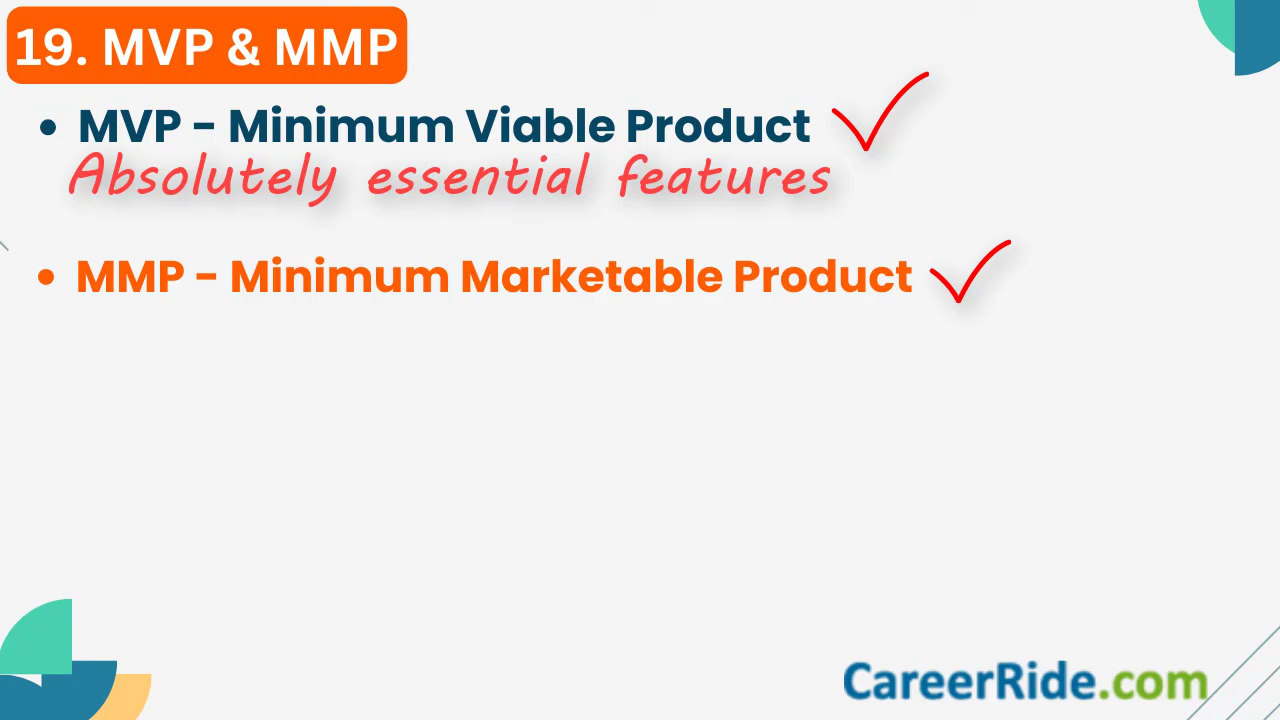 19. MVP & MMP
• MVP - Minimum Viable Product
Absolutely essential features
• MMP - Minimum Marketable Product
CareerRide.com